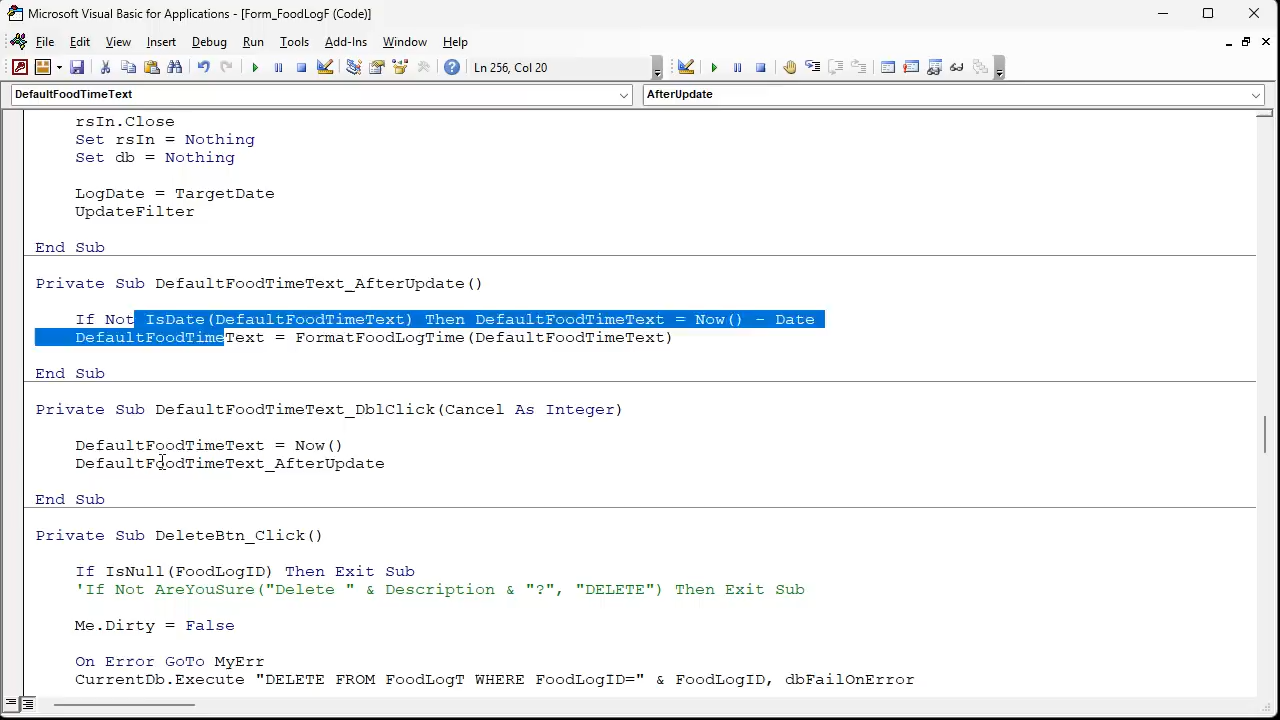 Microsoft Visual Basic for Applications - [Form_FoodLogF (Code)]
File Edit View Insert Debug Run Tools Add-Ins Window Help
Ln 256, Col 20
DefaultFoodTimeText AfterUpdate
rsIn.Close
Set rsIn = Nothing
Set db = Nothing
LogDate = TargetDate
UpdateFilter
End Sub
Private Sub DefaultFoodTimeText_AfterUpdate()
If Not IsDate(DefaultFoodTimeText) Then DefaultFoodTimeText = Now() - Date
DefaultFoodTimeText = FormatFoodLogTime(DefaultFoodTimeText)
End Sub
Private Sub DefaultFoodTimeText_DblClick(Cancel As Integer)
DefaultFoodTimeText = Now()
DefaultFoodTimeText_AfterUpdate
End Sub
Private Sub DeleteBtn_Click()
If IsNull(FoodLogID) Then Exit Sub
'If Not AreYouSure("Delete " & Description & "?", "DELETE") Then Exit Sub
Me.Dirty = False
On Error GoTo MyErr
CurrentDb.Execute "DELETE FROM FoodLogT WHERE FoodLogID=" & FoodLogID, dbFailOnError